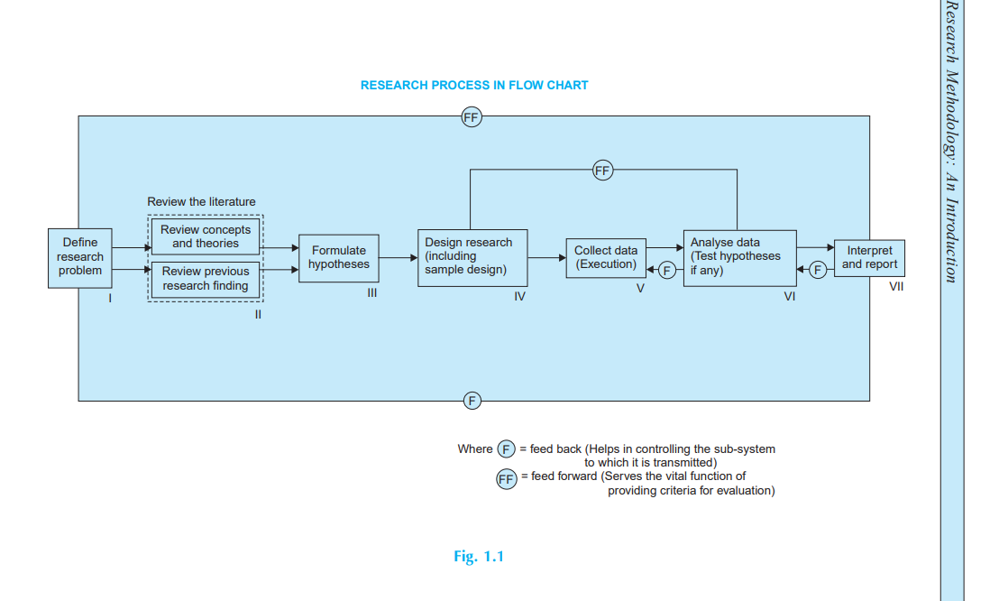 RESEARCH PROCESS IN FLOW CHART
FF
FF
Review the literature
Define
research
problem
I
Review concepts
and theories
Review previous
research finding
II
Formulate
hypotheses
III
Design research
(including
sample design)
IV
Collect data
(Execution)
V
F
Analyse data
(Test hypotheses
if any)
VI
F
Interpret
and report
VII
F
Where F = feed back (Helps in controlling the sub-system
to which it is transmitted)
FF = feed forward (Serves the vital function of
providing criteria for evaluation)
Fig. 1.1
Research Methodology: An Introduction